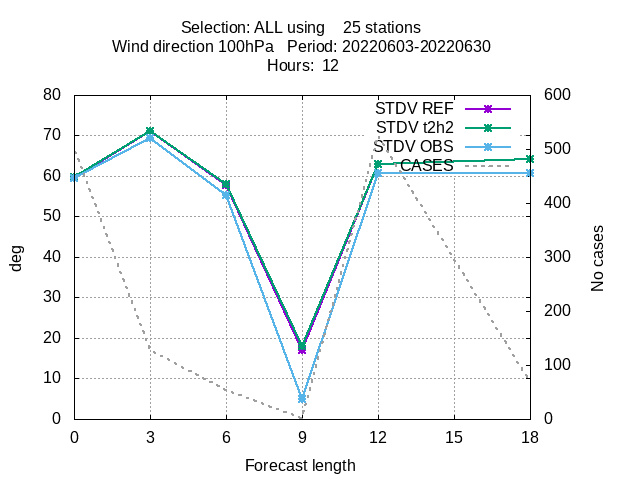 Selection: ALL using    25 stations
Wind direction 100hPa   Period: 20220603-20220630
Hours:  12
STDV REF
STDV t2h2
STDV OBS
CASES
80
70
60
50
40
30
20
10
0
deg
600
500
400
300
200
100
0
No cases
0 3 6 9 12 15 18
Forecast length